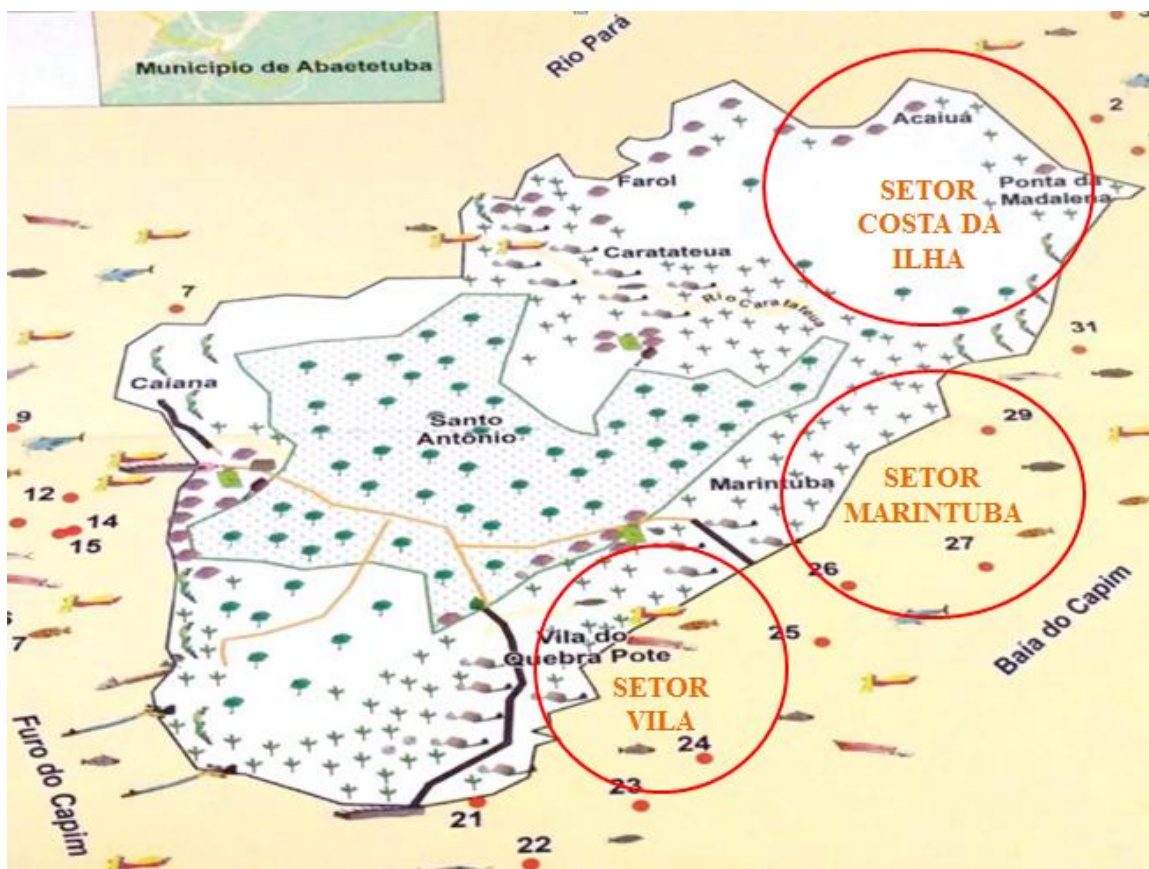 Municipio de Abaetetuba
Rio Pará
2
Acaiuá
Farol
Ponta da
Madalena
SETOR
COSTA DA
ILHA
Caratateua
Rio Caratateua
7
31
Caiana
9
Santo
Antônio
29
Marintuba
SETOR
MARINTUBA
12
14
15
27
26
Baia do Capim
25
7
Vila do
Quebra Pote
SETOR
VILA
24
Furo do Capim
23
21
22